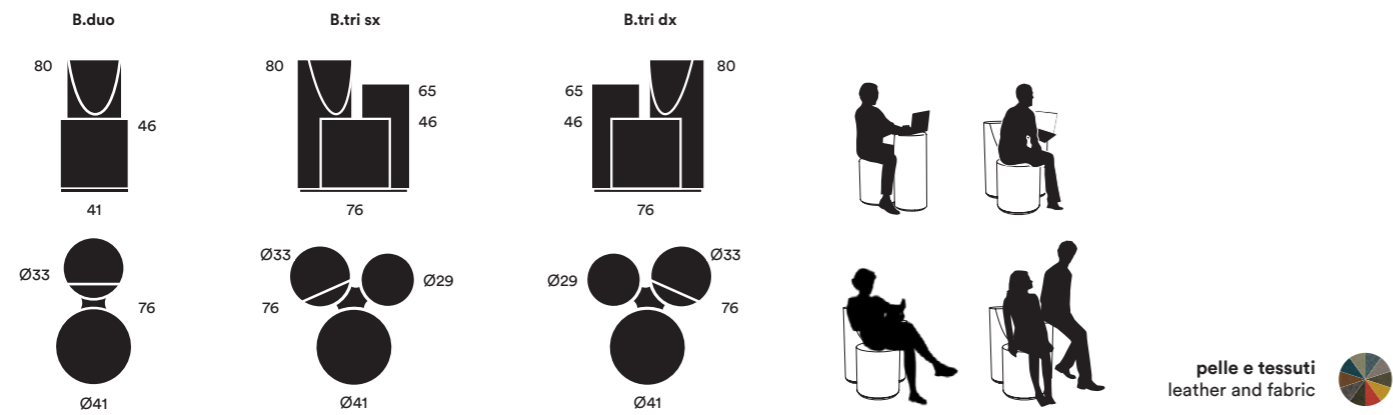 B.duo
B.tri sx
B.tri dx
80
46
41
80
65
46
76
65
46
80
76
Ø33
76
Ø41
Ø33
Ø29
76
Ø41
Ø29
Ø33
76
Ø41
pelle e tessuti
leather and fabric